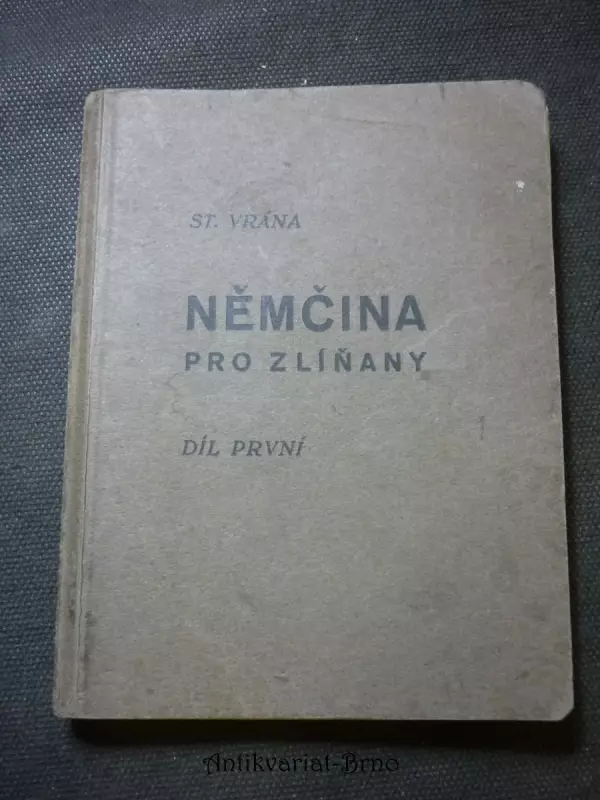 ST. VRÁNA
NĚMČINA
PRO ZLÍŇANY
DÍL PRVNÍ
Antikvariat-Brno